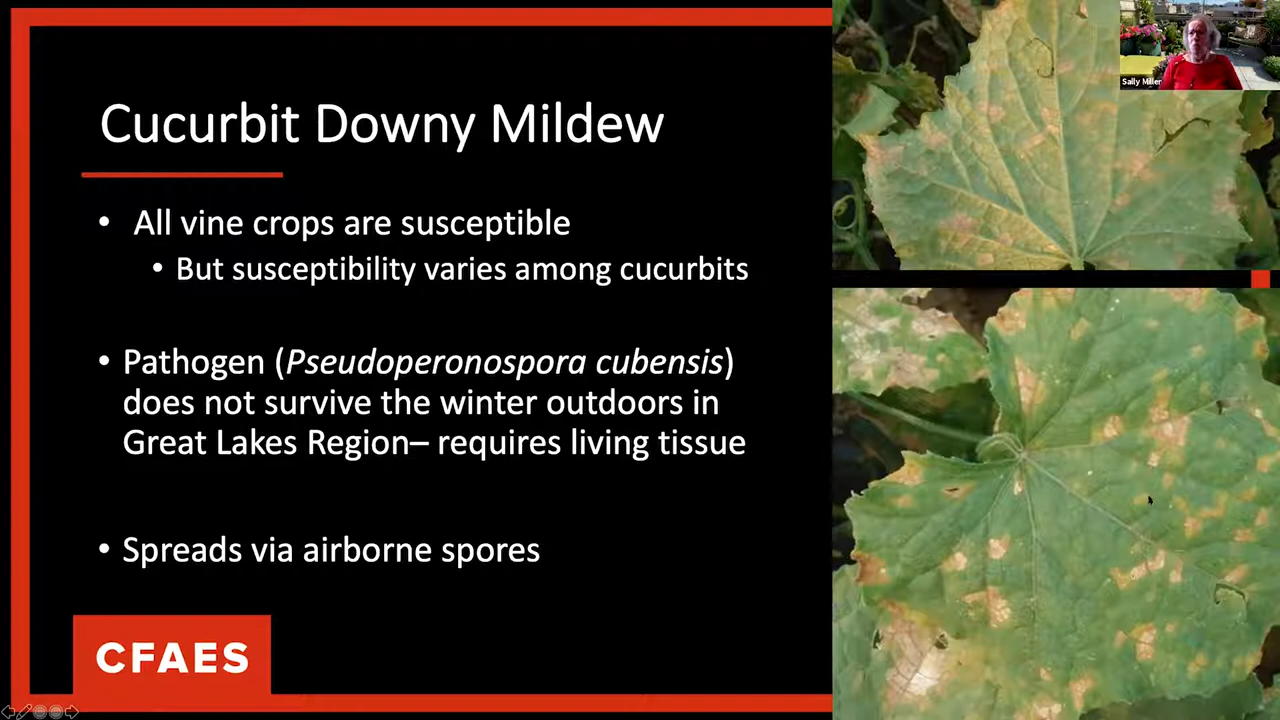 Cucurbit Downy Mildew
• All vine crops are susceptible
• But susceptibility varies among cucurbits
• Pathogen (Pseudoperonospora cubensis)
does not survive the winter outdoors in
Great Lakes Region– requires living tissue
• Spreads via airborne spores
CFAES
Sally Miller